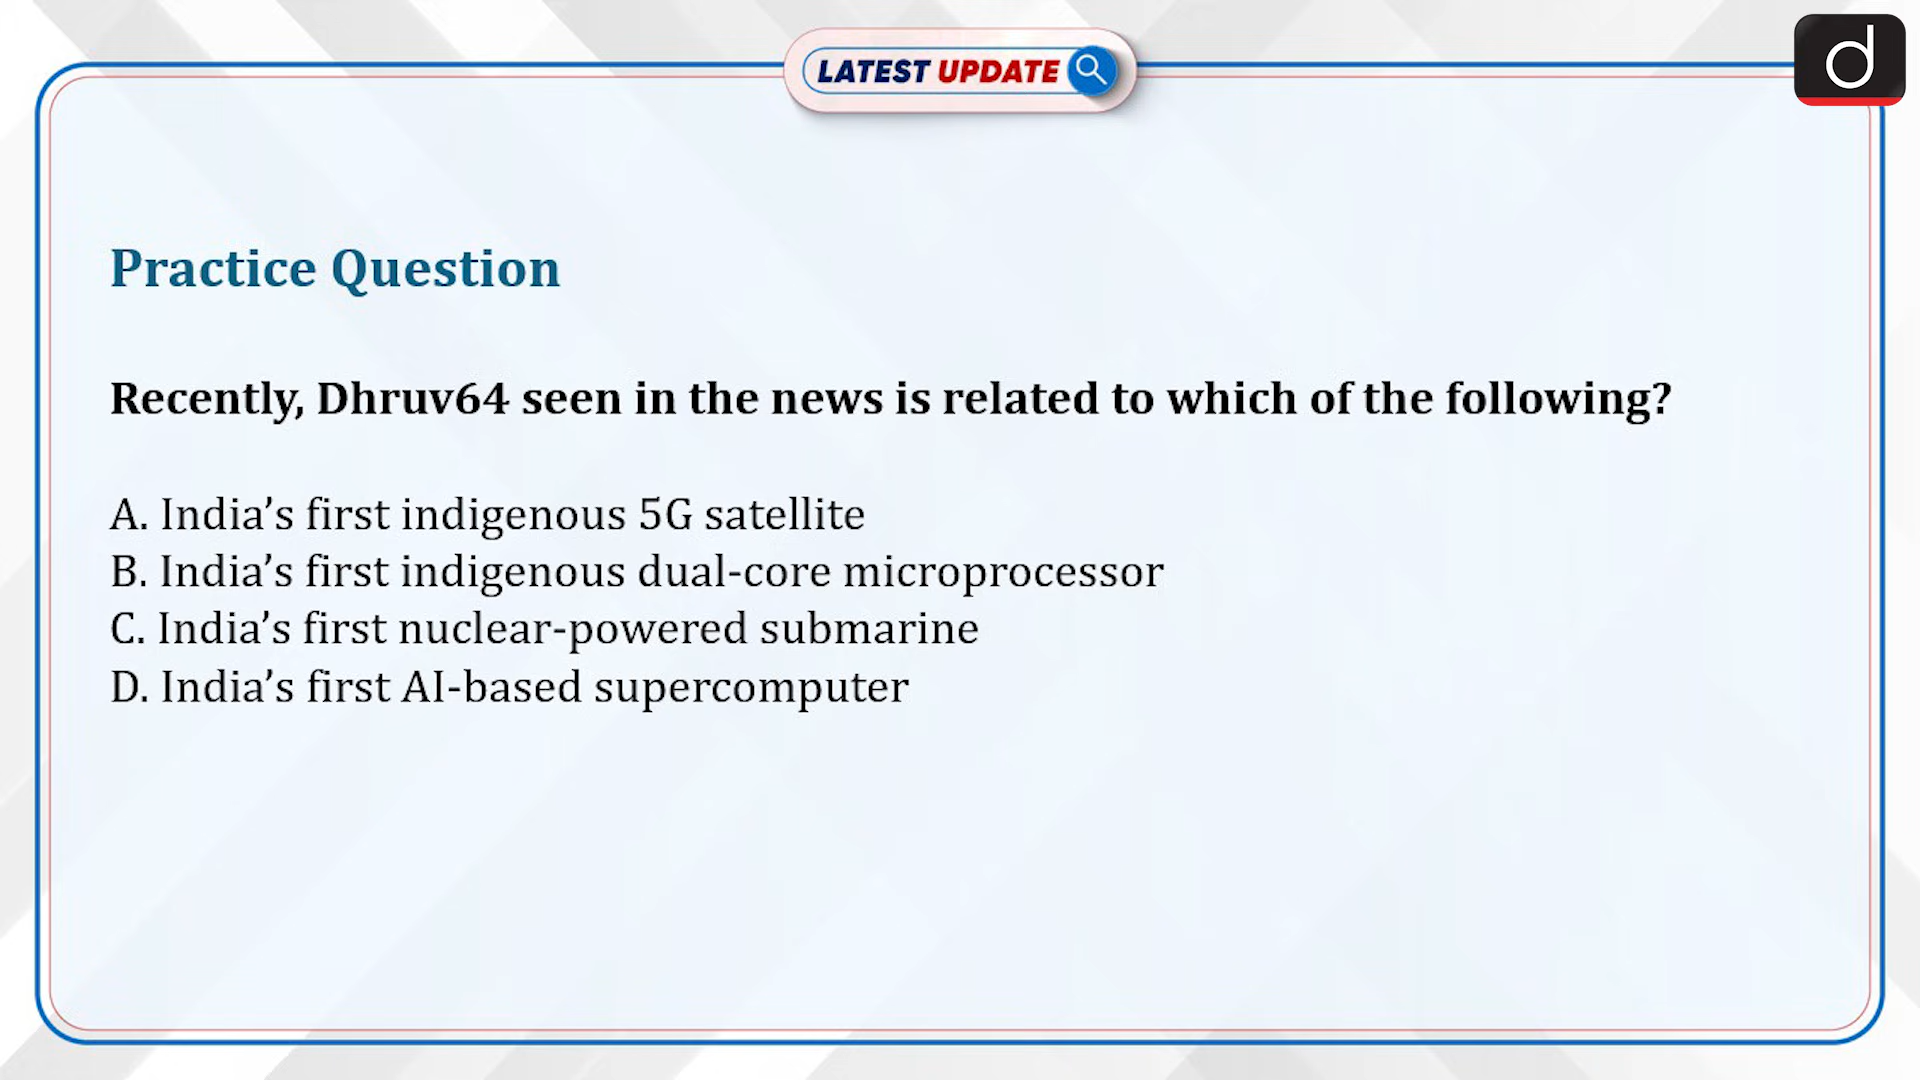 LATEST UPDATE
d
Practice Question
Recently, Dhruv64 seen in the news is related to which of the following?
A. India’s first indigenous 5G satellite
B. India’s first indigenous dual-core microprocessor
C. India’s first nuclear-powered submarine
D. India’s first AI-based supercomputer